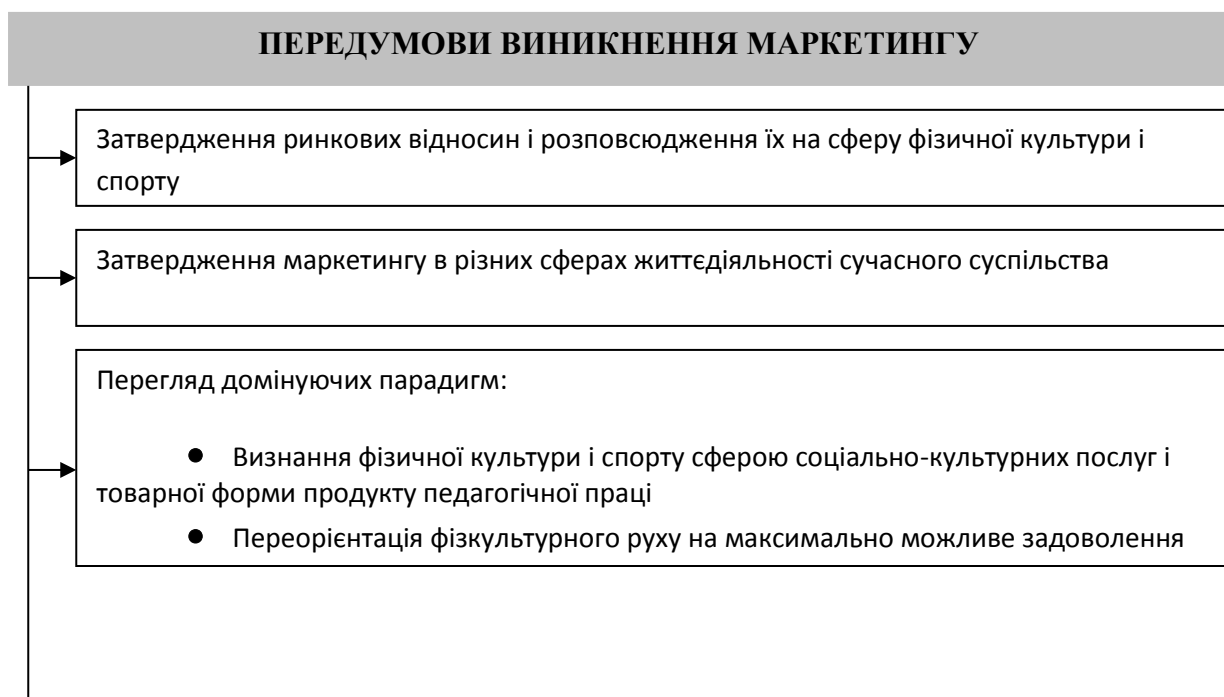 ПЕРЕДУМОВИ ВИНИКНЕННЯ МАРКЕТИНГУ
Затвердження ринкових відносин і розповсюдження їх на сферу фізичної культури і
спорту
Затвердження маркетингу в різних сферах життєдіяльності сучасного суспільства
Перегляд домінуючих парадигм:
● Визнання фізичної культури і спорту сферою соціально-культурних послуг і
товарної форми продукту педагогічної праці
● Переорієнтація фізкультурного руху на максимально можливе задоволення